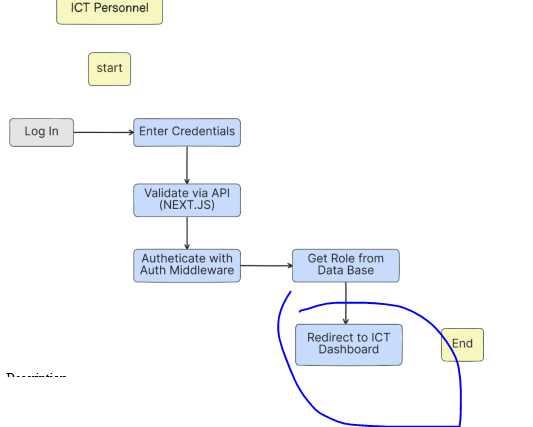 ICT Personnel
start
Log In
Enter Credentials
Validate via API
(NEXT.JS)
Autheticate with
Auth Middleware
Get Role from
Data Base
Redirect to ICT
Dashboard
End
Description